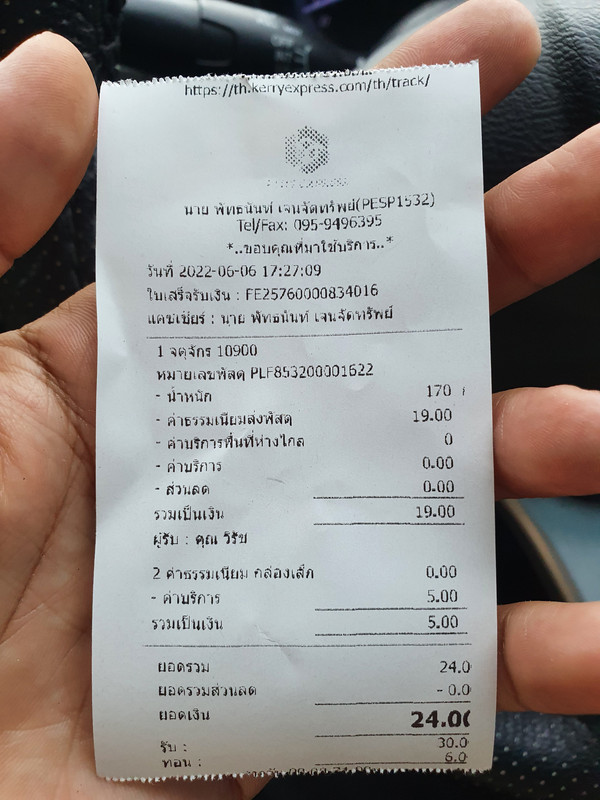 https://th.kerryexpress.com/th/track/
นาย พัทธนันท์ เจนจัดทรัพย์(PESP1532)
Tel/Fax: 095-9496395
*..ขอบคุณที่มาใช้บริการ..*
วันที่ 2022-06-06 17:27:09
ใบเสร็จรับเงิน : FE25760000834016
แคชเชียร์ : นาย พัทธนันท์ เจนจัดทรัพย์
1 จตุจักร 10900
หมายเลขพัสดุ PLF853200001622
- น้ำหนัก 170
- ค่าธรรมเนียมส่งพัสดุ 19.00
- ค่าบริการพื้นที่ห่างไกล 0
- ค่าบริการ 0.00
- ส่วนลด 0.00
รวมเป็นเงิน 19.00
ผู้รับ : คุณ วิรัช
2 ค่าธรรมเนียม กล่องเล็ก 0.00
- ค่าบริการ 5.00
รวมเป็นเงิน 5.00
ยอดรวม 24.0
ยอดรวมส่วนลด - 0.0
ยอดเงิน 24.0
รับ : 30.0
ทอน : 6.0